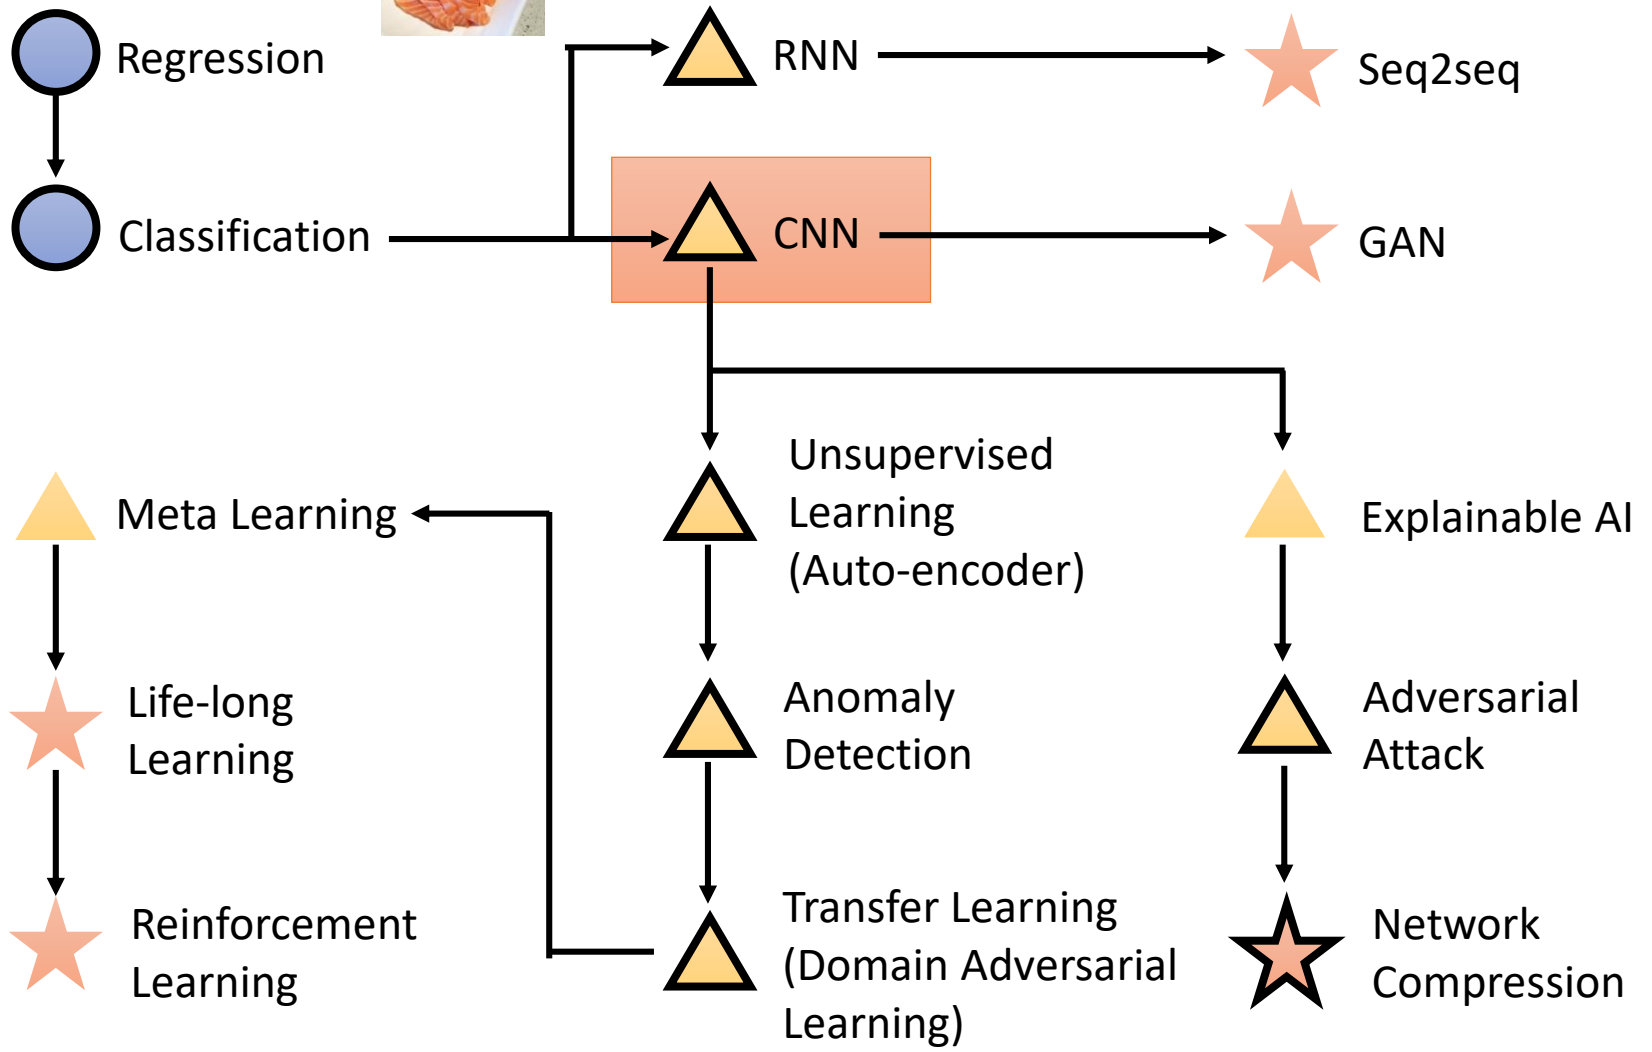 Regression
RNN
Seq2seq
Classification
CNN
GAN
Meta Learning
Unsupervised
Learning
(Auto-encoder)
Explainable AI
Life-long
Learning
Anomaly
Detection
Adversarial
Attack
Reinforcement
Learning
Transfer Learning
(Domain Adversarial
Learning)
Network
Compression